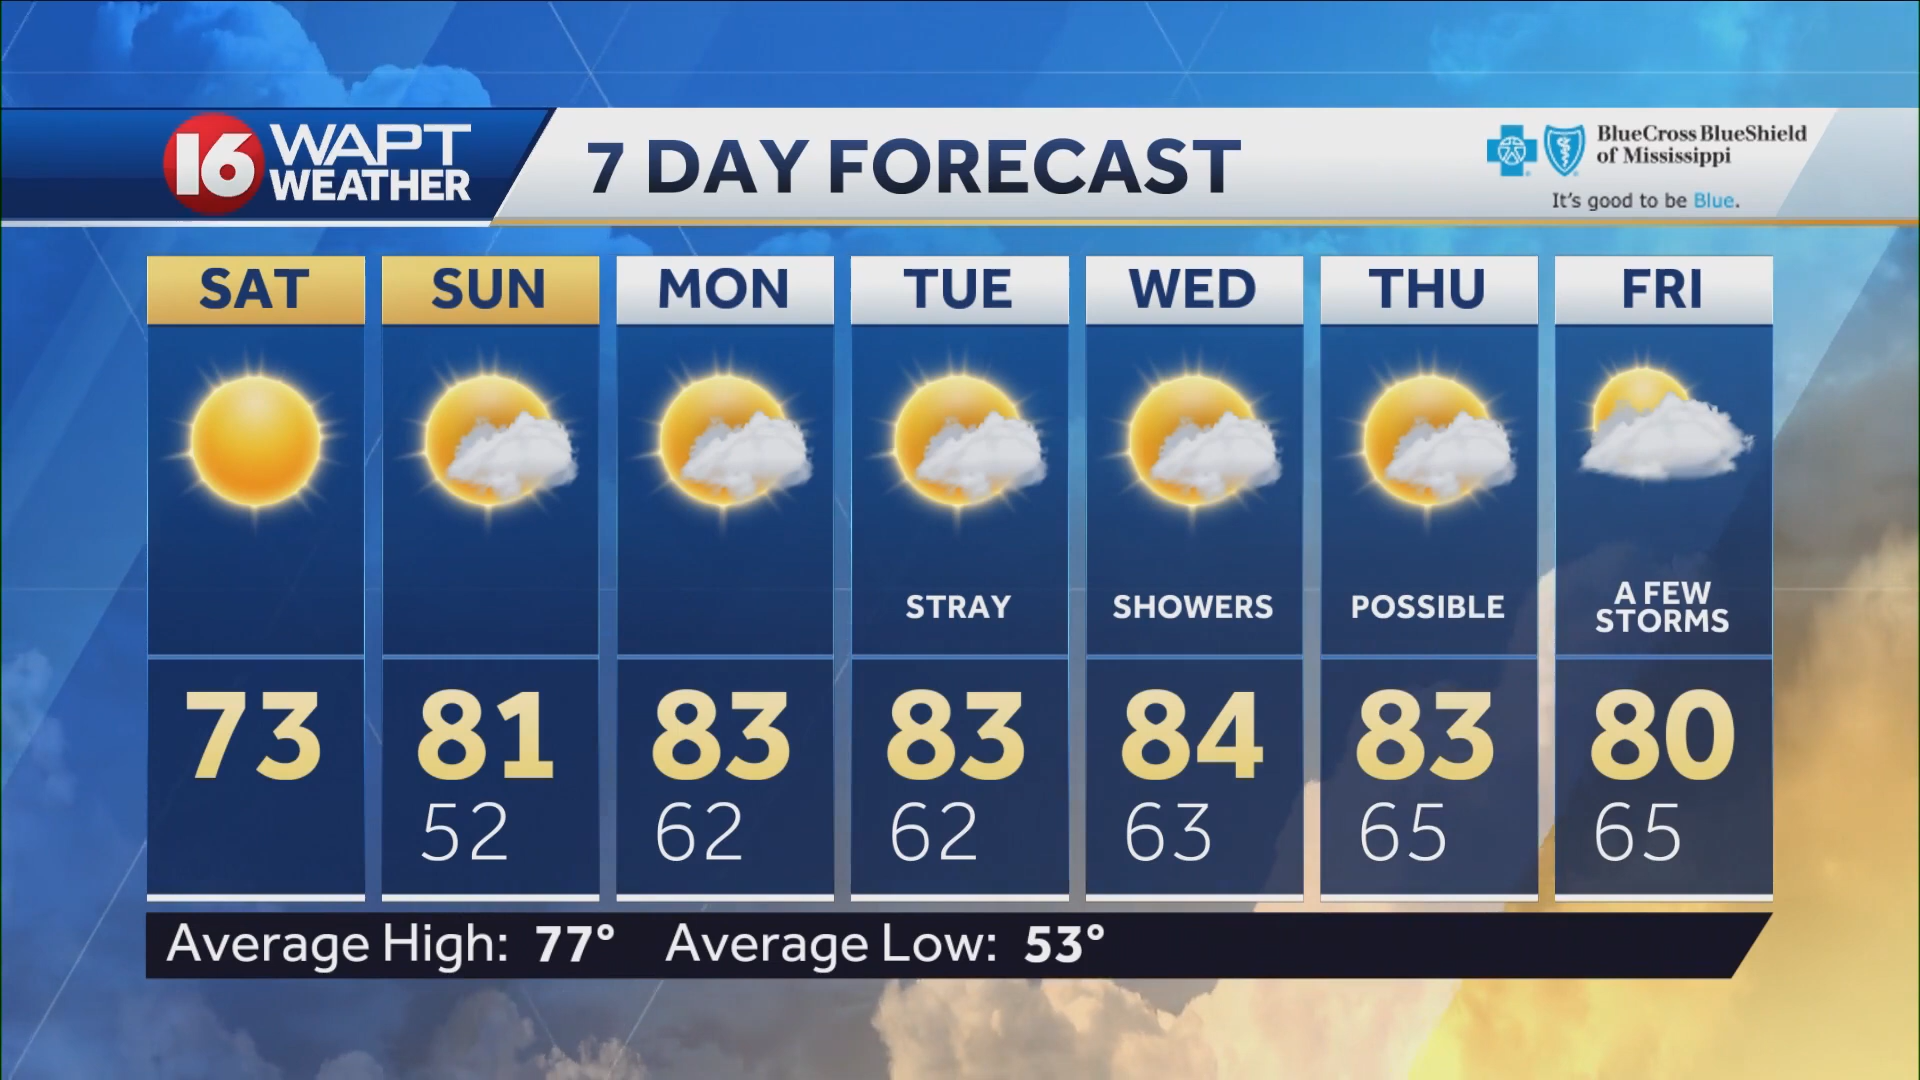 16 WAPT
WEATHER
7 DAY FORECAST
BlueCross BlueShield
of Mississippi
It's good to be Blue.
SAT SUN MON TUE WED THU FRI
STRAY SHOWERS POSSIBLE A FEW
STORMS
73 81 83 83 84 83 80
52 62 62 63 65 65
Average High: 77° Average Low: 53°